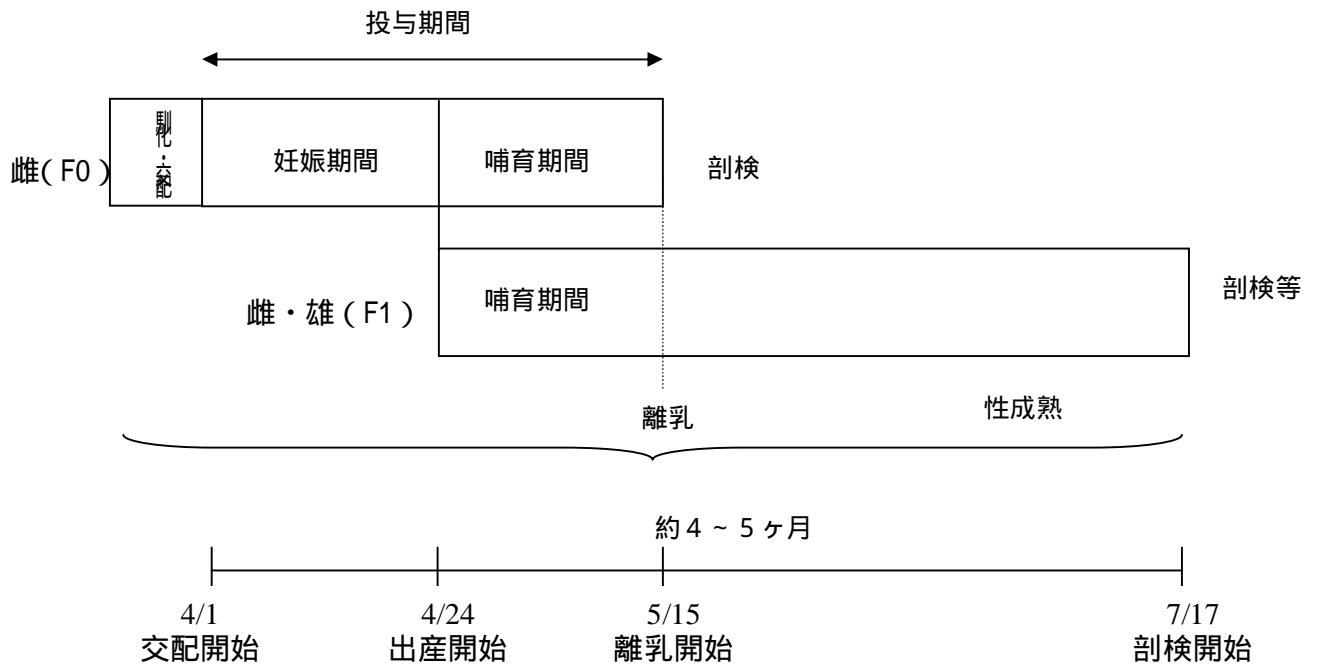 投与期間
馴化・交配
雌(F0)
妊娠期間
哺育期間
剖検
雌・雄(F1)
哺育期間
剖検等
離乳
性成熟
約4~5ヶ月
4/1
交配開始
4/24
出産開始
5/15
離乳開始
7/17
剖検開始